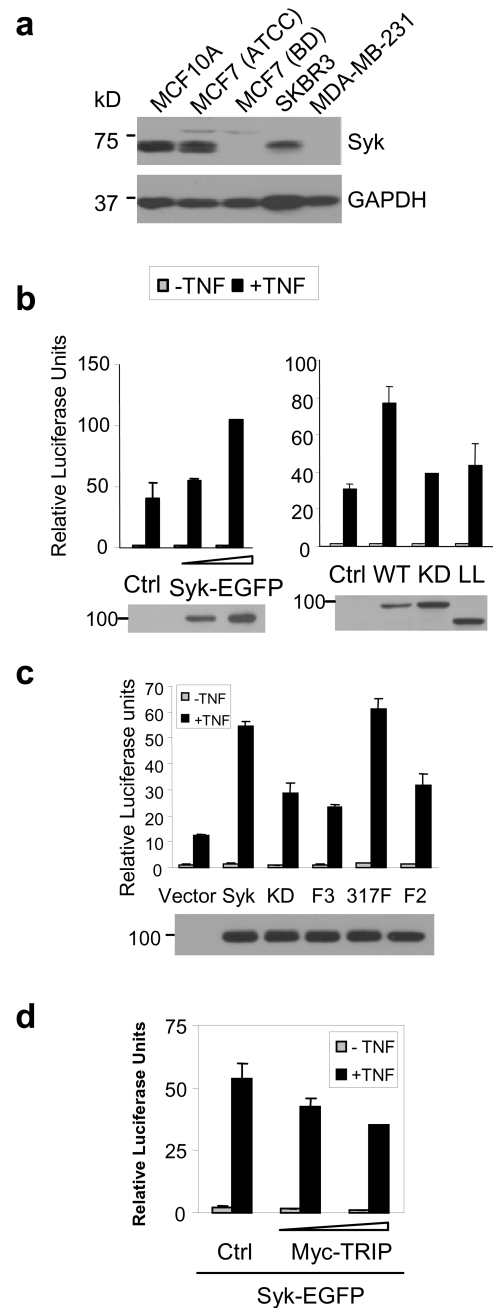 a
kD
MCF10A
MCF7 (ATCC)
MCF7 (BD)
SKBR3
MDA-MB-231
75
Syk
37
GAPDH
-TNF +TNF
b
Relative Luciferase Units
150
100
50
0
Ctrl Syk-EGFP
100
100
80
60
40
20
0
Ctrl WT KD LL
100
c
Relative Luciferase units
70
60
50
40
30
20
10
0
-TNF
+TNF
Vector Syk KD F3 317F F2
100
d
Relative Luciferase Units
75
50
25
0
- TNF
+TNF
Ctrl Myc-TRIP
Syk-EGFP